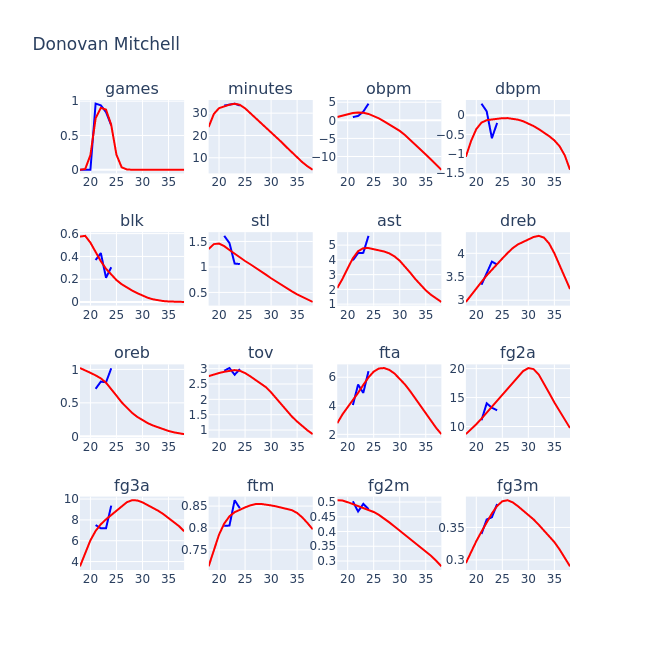 Donovan Mitchell
games minutes obpm dbpm
1 0.5 0 20 25 30 35
30 20 10 20 25 30 35
5 0 −5 −10 20 25 30 35
0 −0.5 −1 −1.5 20 25 30 35
blk stl ast dreb
0.6 0.4 0.2 0 20 25 30 35
1.5 1 0.5 20 25 30 35
5 4 3 2 1 20 25 30 35
4 3.5 3 20 25 30 35
oreb tov fta fg2a
1 0.5 0 20 25 30 35
3 2.5 2 1.5 1 20 25 30 35
6 4 2 20 25 30 35
20 15 10 20 25 30 35
fg3a ftm fg2m fg3m
10 8 6 4 20 25 30 35
0.85 0.8 0.75 20 25 30 35
0.5 0.45 0.4 0.35 0.3 20 25 30 35
0.35 0.3 20 25 30 35